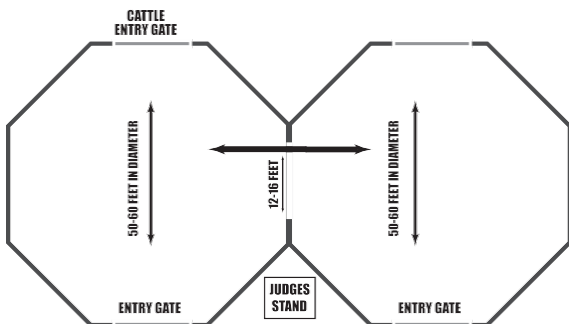 CATTLE
ENTRY GATE
50-60 FEET IN DIAMETER
12-16 FEET
50-60 FEET IN DIAMETER
ENTRY GATE
JUDGES
STAND
ENTRY GATE